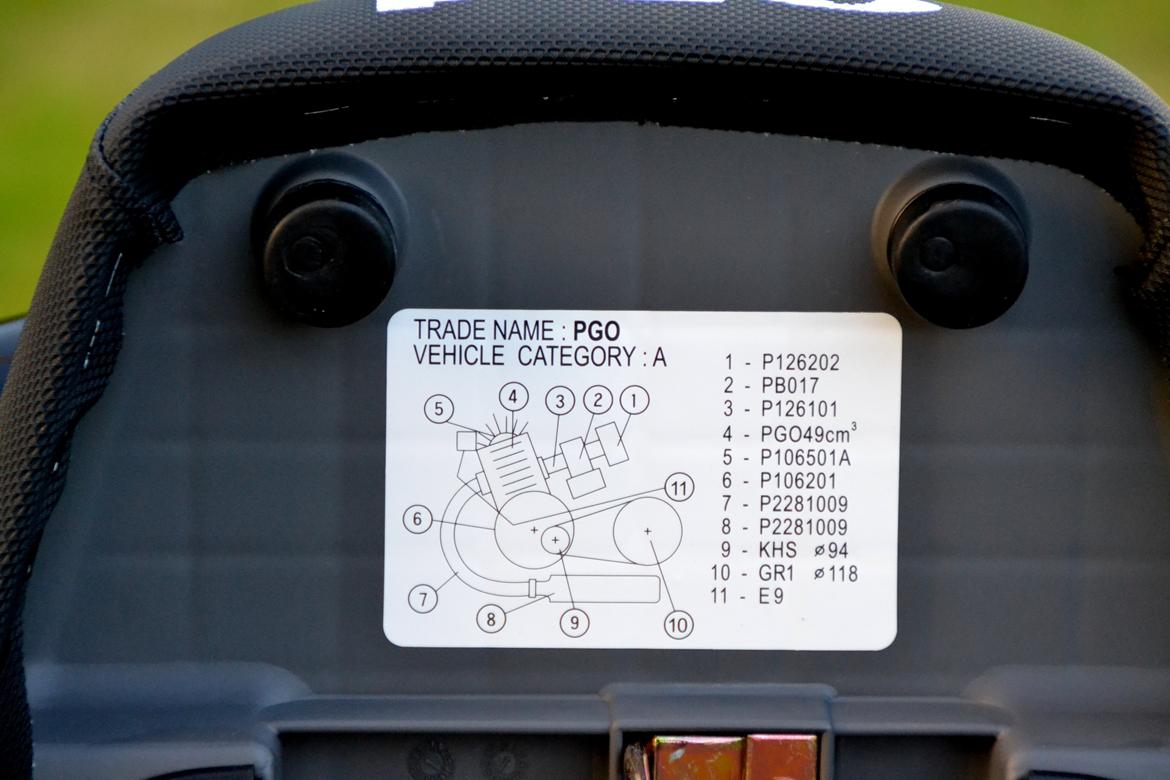 TRADE NAME : PGO
VEHICLE CATEGORY : A
1 - P126202
2 - PB017
3 - P126101
4 - PGO49cm³
5 - P106501A
6 - P106201
7 - P2281009
8 - P2281009
9 - KHS ⌀94
10 - GR1 ⌀118
11 - E9
5
4
3
2
1
11
6
7
8
9
10